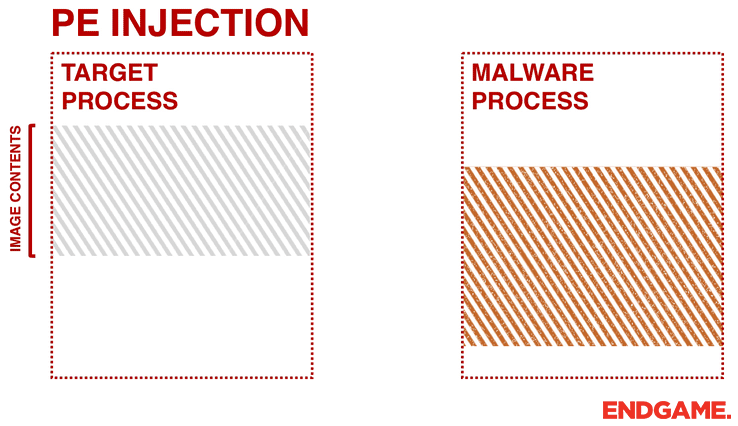 PE INJECTION
TARGET
PROCESS
IMAGE CONTENTS
MALWARE
PROCESS
ENDGAME.